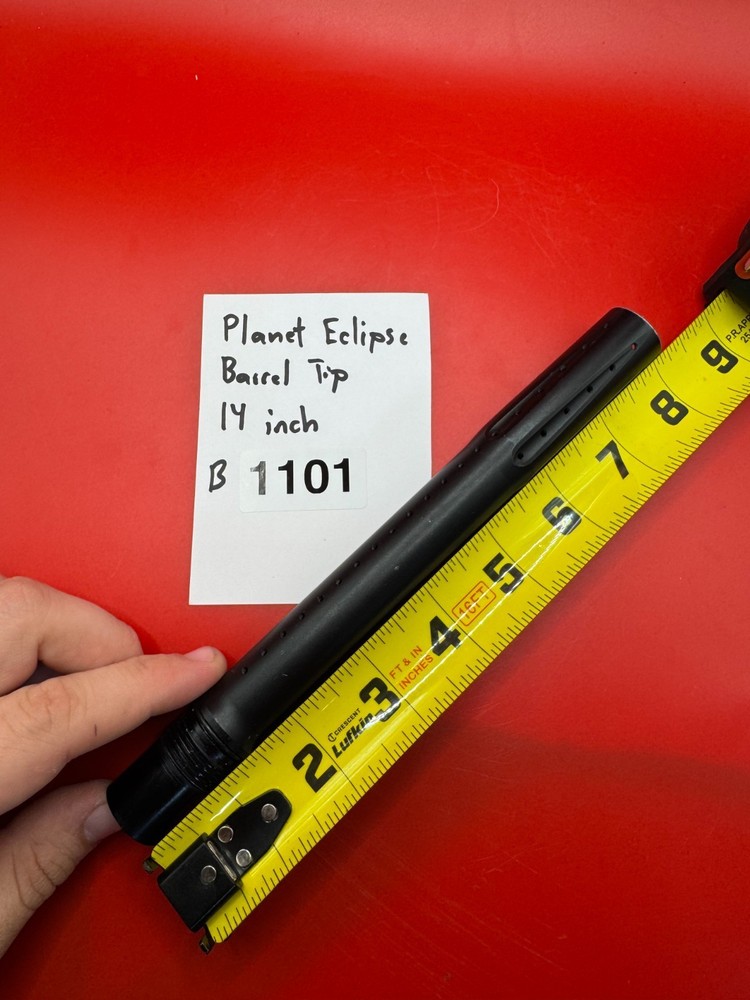 Planet Eclipse
Barrel Tip
14 inch
B 1101
2
CRESCENT
Lufkin
3
FT & IN
INCHES
4
16FT
5
6
7
8
9